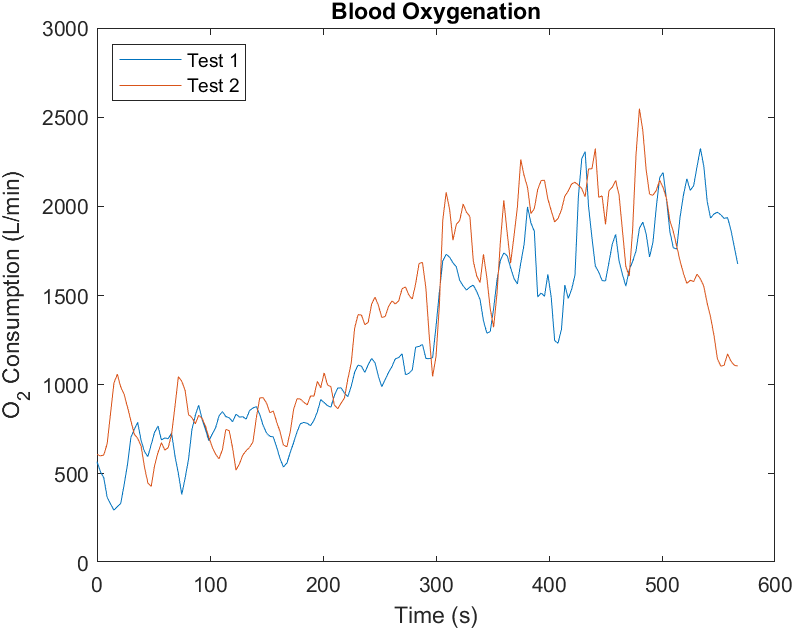 Blood Oxygenation
3000
2500
2000
1500
1000
500
0
O2 Consumption (L/min)
Test 1
Test 2
0 100 200 300 400 500 600
Time (s)